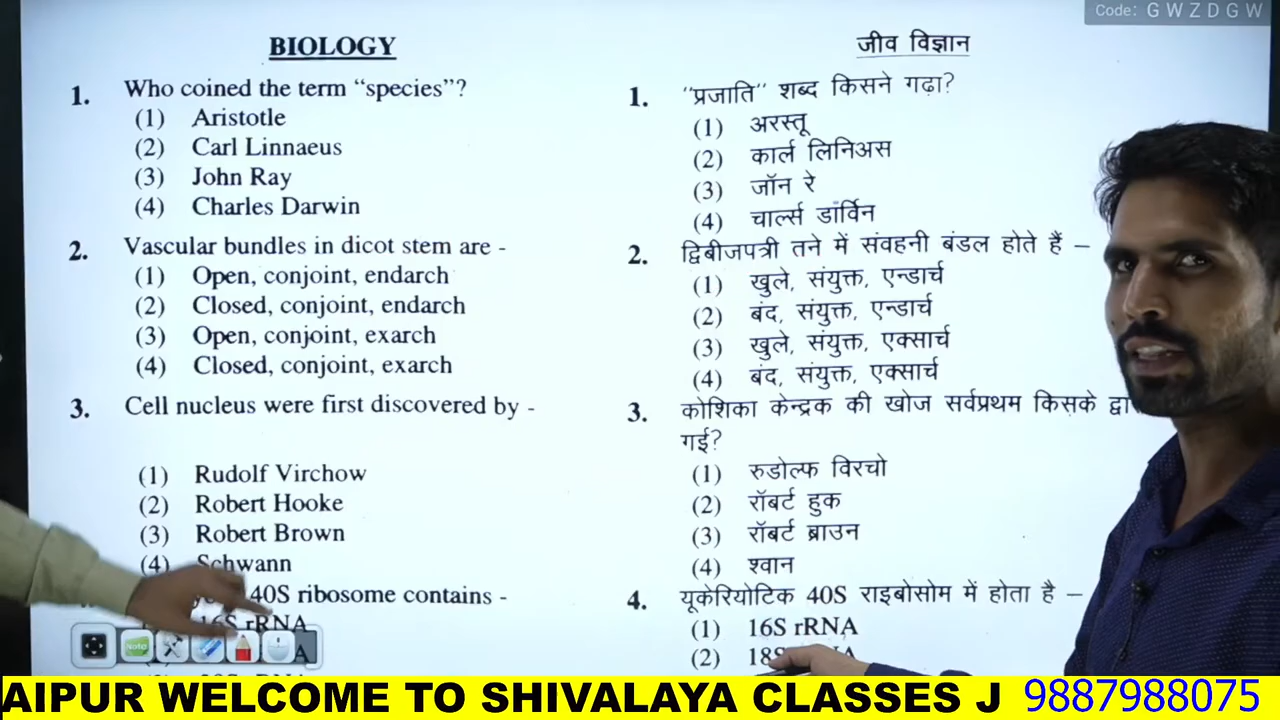 Code: G W Z D G W
BIOLOGY
1. Who coined the term “species”?
(1) Aristotle
(2) Carl Linnaeus
(3) John Ray
(4) Charles Darwin
2. Vascular bundles in dicot stem are -
(1) Open, conjoint, endarch
(2) Closed, conjoint, endarch
(3) Open, conjoint, exarch
(4) Closed, conjoint, exarch
3. Cell nucleus were first discovered by -
(1) Rudolf Virchow
(2) Robert Hooke
(3) Robert Brown
(4) Schwann
40S ribosome contains -
16S rRNA
जीव विज्ञान
1. "प्रजाति" शब्द किसने गढ़ा?
(1) अरस्तू
(2) कार्ल लिनिअस
(3) जॉन रे
(4) चार्ल्स डार्विन
2. द्विबीजपत्री तने में संवहनी बंडल होते हैं –
(1) खुले, संयुक्त, एन्डार्च
(2) बंद, संयुक्त, एन्डार्च
(3) खुले, संयुक्त, एक्सार्च
(4) बंद, संयुक्त, एक्सार्च
3. कोशिका केन्द्रक की खोज सर्वप्रथम किसके
गई?
(1) रुडोल्फ विरचो
(2) रॉबर्ट हुक
(3) रॉबर्ट ब्राउन
(4) श्वान
4. यूकेरियोटिक 40S राइबोसोम में होता है –
(1) 16S rRNA
(2) 18S
AIPUR WELCOME TO SHIVALAYA CLASSES J 9887988075